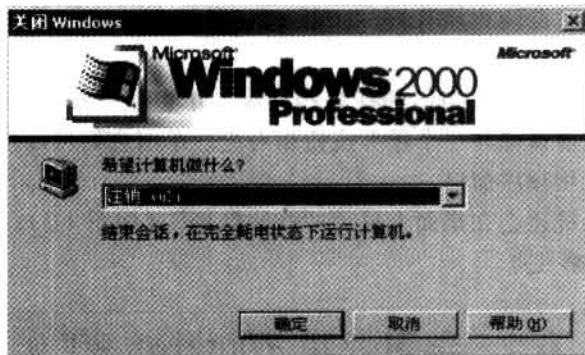 关闭 Windows
Microsoft
Microsoft
Windows 2000
Professional
希望计算机做什么?
注销
结束会话，在完全耗电状态下运行计算机。
确定
取消
帮助(H)